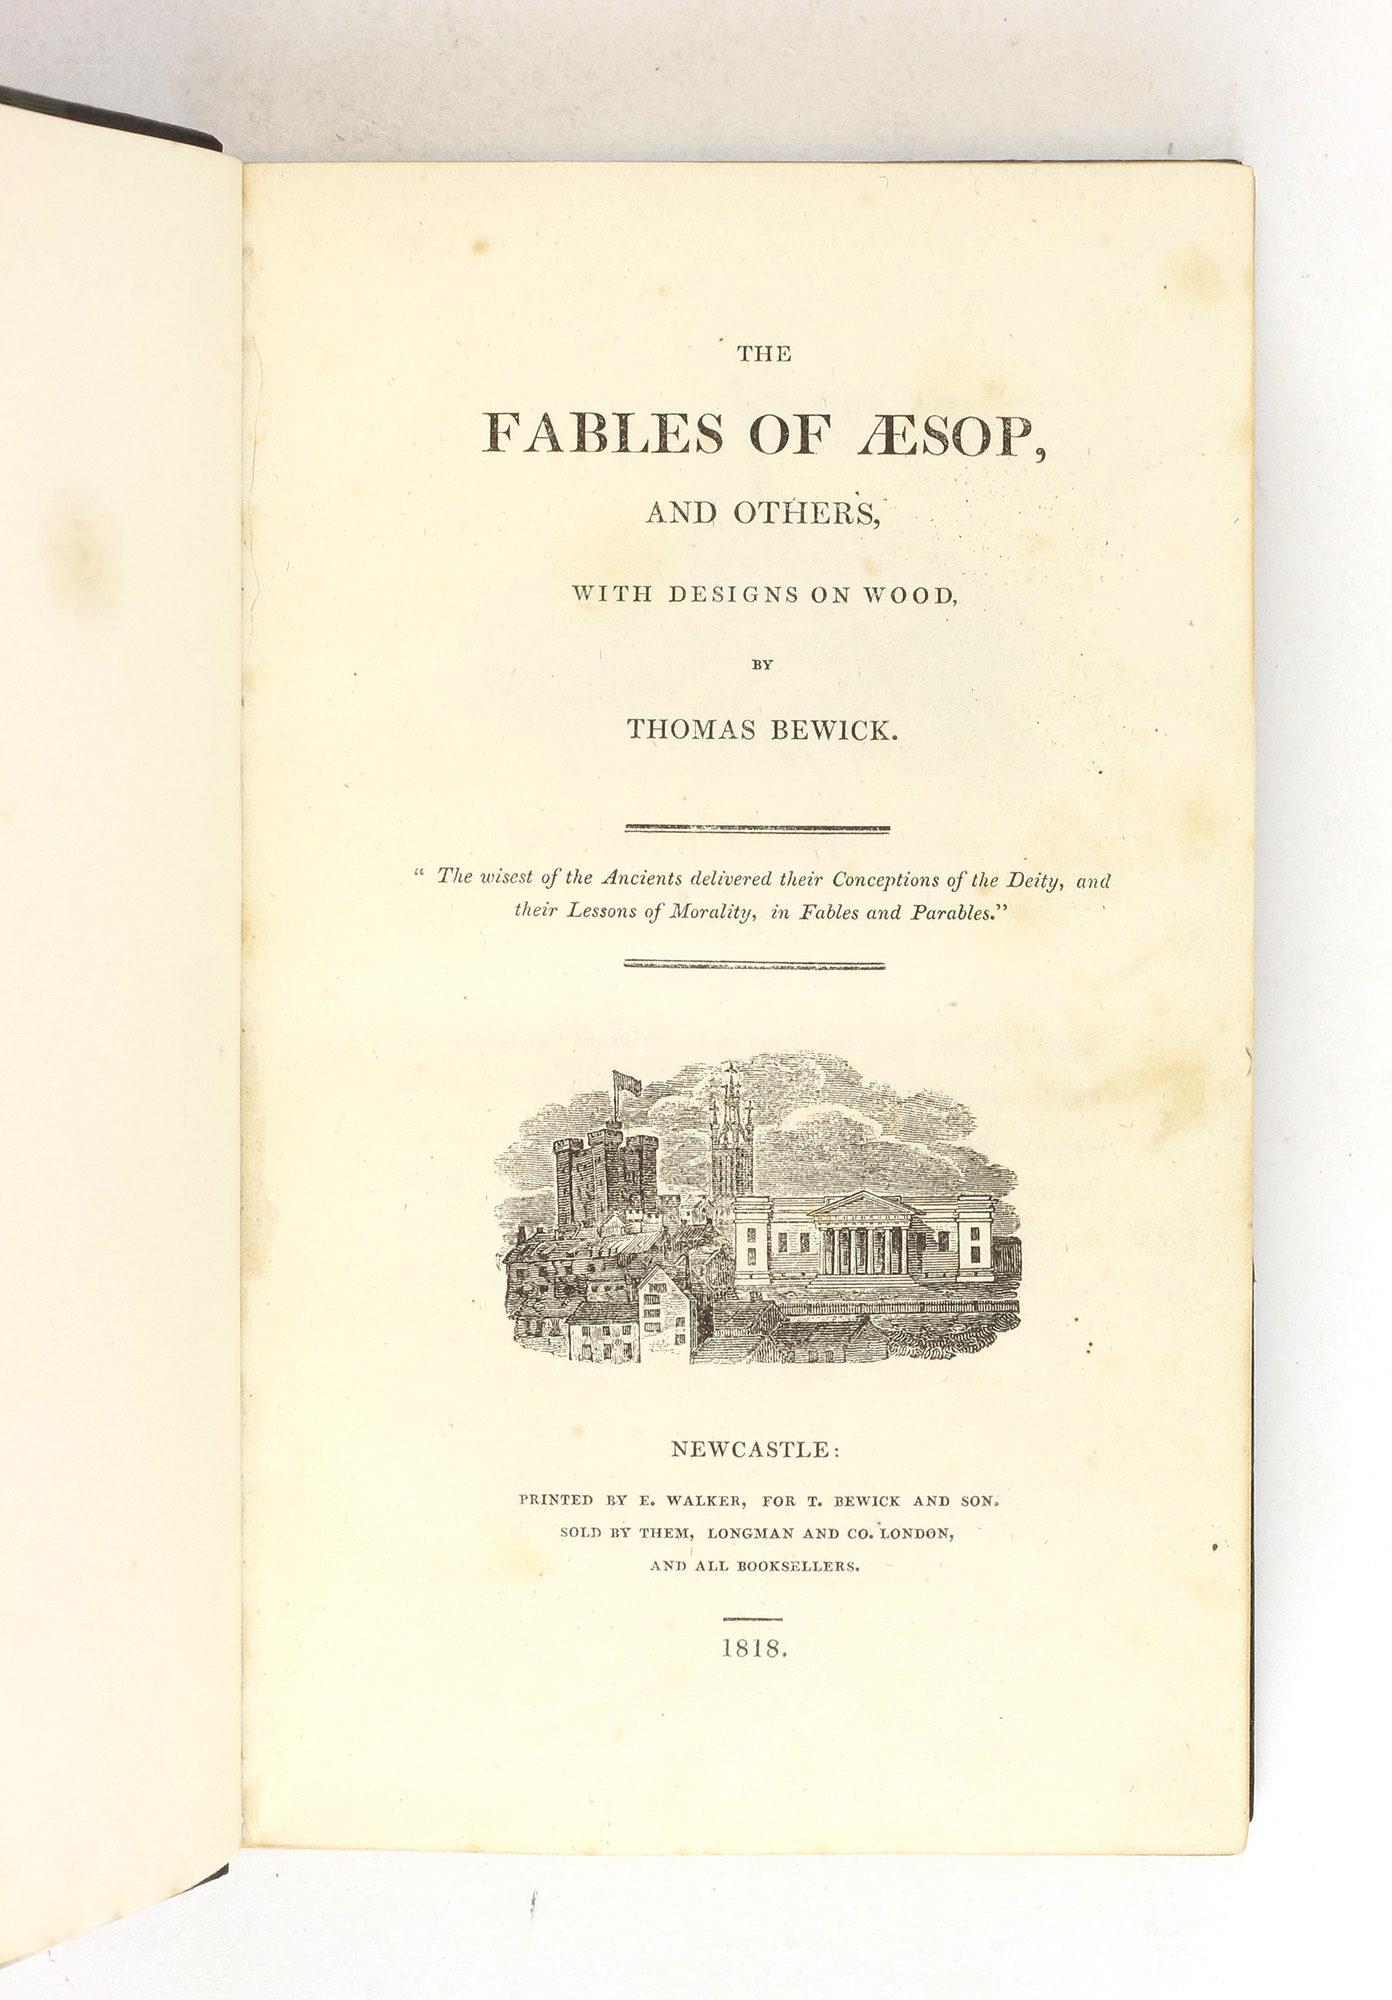 THE
FABLES OF ÆSOP,
AND OTHERS,
WITH DESIGNS ON WOOD,
BY
THOMAS BEWICK.
“ The wisest of the Ancients delivered their Conceptions of the Deity, and
their Lessons of Morality, in Fables and Parables.”
NEWCASTLE:
PRINTED BY E. WALKER, FOR T. BEWICK AND SON.
SOLD BY THEM, LONGMAN AND CO. LONDON,
AND ALL BOOKSELLERS.
1818.